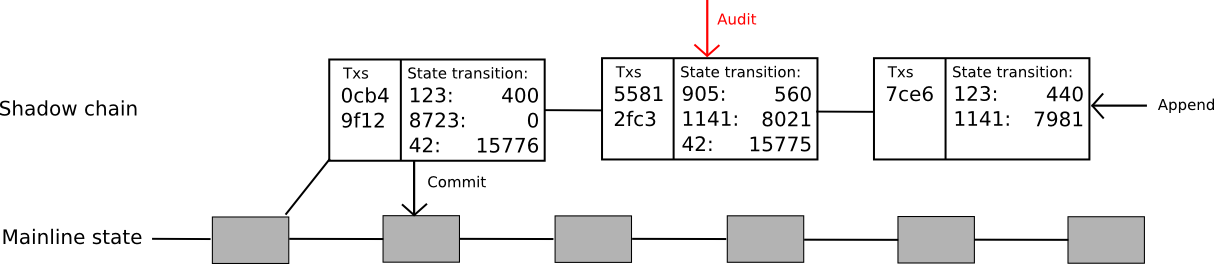 Audit
Shadow chain
Txs
0cb4
9f12
State transition:
123: 400
8723: 0
42: 15776
Txs
5581
2fc3
State transition:
905: 560
1141: 8021
42: 15775
Txs
7ce6
State transition:
123: 440
1141: 7981
Append
Commit
Mainline state